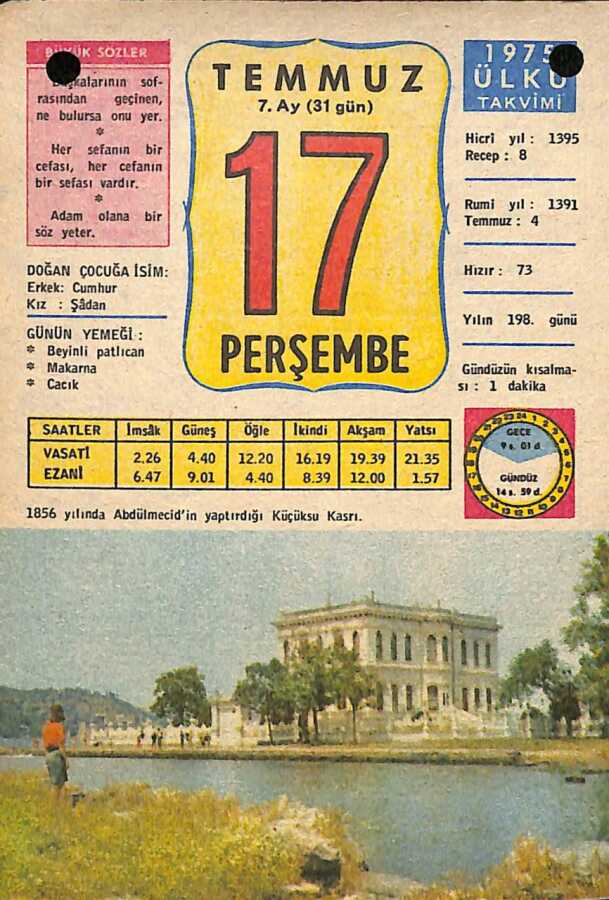 BÜYÜK SÖZLER
Başkalarının sof-
rasından geçinen,
ne bulursa onu yer.
*
Her sefanın bir
cefası, her cefanın
bir sefası vardır.
*
Adam olana bir
söz yeter.
DOĞAN ÇOCUĞA İSİM:
Erkek: Cumhur
Kız : Şâdan
GÜNÜN YEMEĞİ :
* Beyinli patlıcan
* Makarna
* Cacık
TEMMUZ
7. Ay (31 gün)
17
PERŞEMBE
1975
ÜLKÜ
TAKVİMİ
Hicrî yıl : 1395
Recep : 8
Rumî yıl : 1391
Temmuz : 4
Hızır : 73
Yılın 198. günü
Gündüzün kısalma-
sı : 1 dakika
SAATLER İmsâk Güneş Öğle İkindi Akşam Yatsı
VASATÎ 2.26 4.40 12.20 16.19 19.39 21.35
EZANÎ 6.47 9.01 4.40 8.39 12.00 1.57
GECE
9 s. 01 d.
GÜNDÜZ
14 s. 59 d.
1856 yılında Abdülmecid'in yaptırdığı Küçüksu Kasrı.